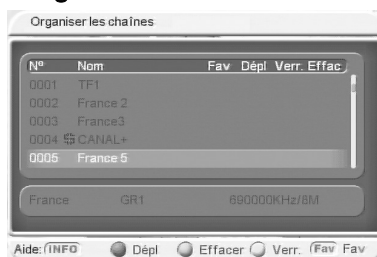 Organiser les chaînes
Nº Nom Fav Dépl Verr. Effac
0001 TF1
0002 France 2
0003 France3
0004 $ CANAL+
0005 France 5
France GR1 690000KHz/8M
Aide: INFO Dépl Effacer Verr. Fav Fav